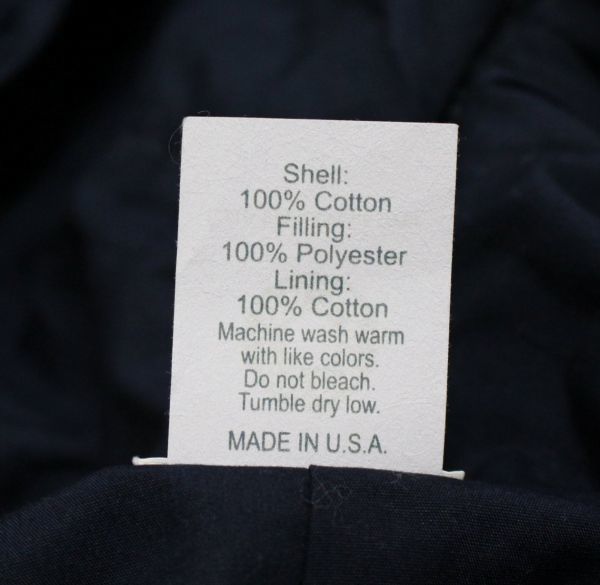 Shell:
100% Cotton
Filling:
100% Polyester
Lining:
100% Cotton
Machine wash warm
with like colors.
Do not bleach.
Tumble dry low.
MADE IN U.S.A.